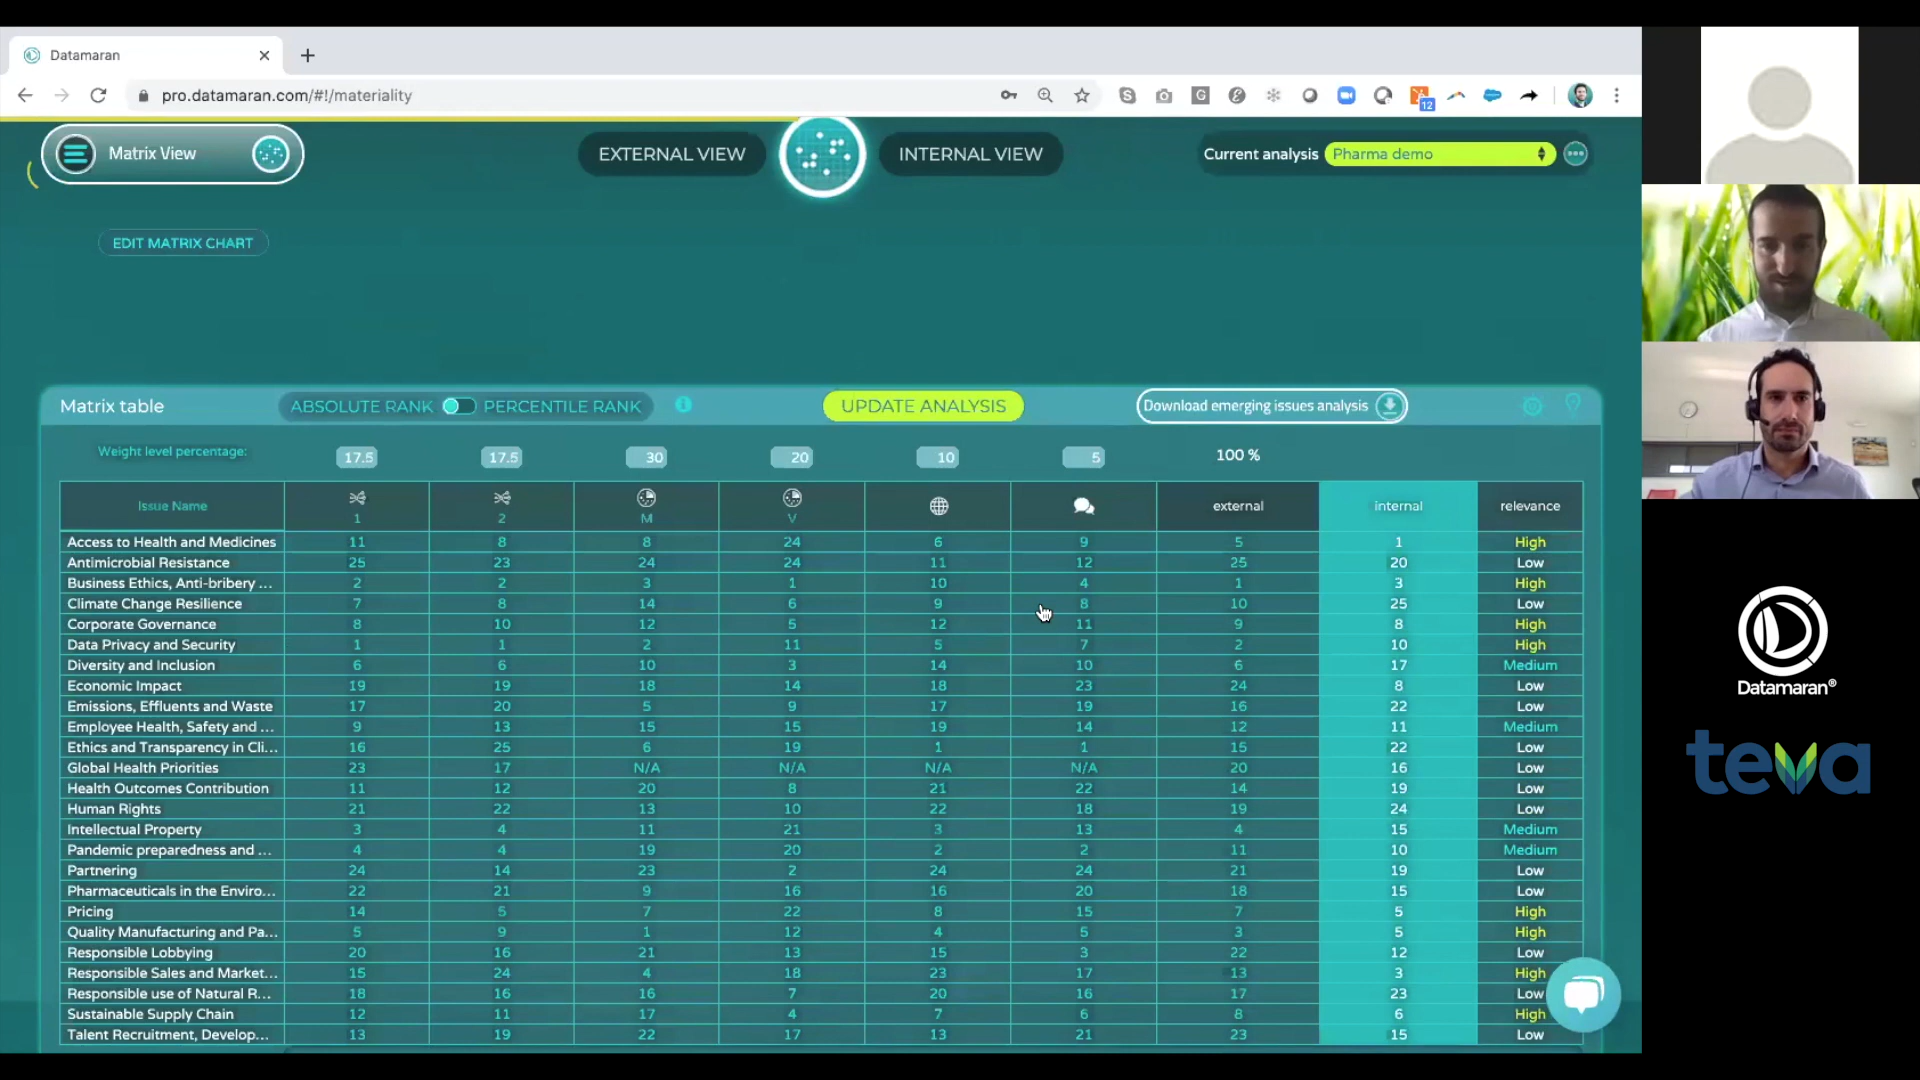 Datamaran
pro.datamaran.com/#!/materiality
12
Matrix View
EXTERNAL VIEW
INTERNAL VIEW
Current analysis
Pharma demo
EDIT MATRIX CHART
Matrix table
ABSOLUTE RANK
PERCENTILE RANK
UPDATE ANALYSIS
Download emerging issues analysis
Weight level percentage: 17.5 17.5 30 20 10 5 100 %
Issue Name 1 2 M V external internal relevance
Access to Health and Medicines 11 8 8 24 6 9 5 1 High
Antimicrobial Resistance 25 23 24 24 11 12 25 20 Low
Business Ethics, Anti-bribery ... 2 2 3 1 10 4 1 3 High
Climate Change Resilience 7 8 14 6 9 8 10 25 Low
Corporate Governance 8 10 12 5 12 11 9 8 High
Data Privacy and Security 1 1 2 11 5 7 2 10 High
Diversity and Inclusion 6 6 10 3 14 10 6 17 Medium
Economic Impact 19 19 18 14 18 23 24 8 Low
Emissions, Effluents and Waste 17 20 5 9 17 19 16 22 Low
Employee Health, Safety and ... 9 13 15 15 19 14 12 11 Medium
Ethics and Transparency in Cli... 16 25 6 19 1 1 15 22 Low
Global Health Priorities 23 17 N/A N/A N/A N/A 20 16 Low
Health Outcomes Contribution 11 12 20 8 21 22 14 19 Low
Human Rights 21 22 13 10 22 18 19 24 Low
Intellectual Property 3 4 11 21 3 13 4 15 Medium
Pandemic preparedness and ... 4 4 19 20 2 2 11 10 Medium
Partnering 24 14 23 2 24 24 21 19 Low
Pharmaceuticals in the Enviro... 22 21 9 16 16 20 18 15 Low
Pricing 14 5 7 22 8 15 7 5 High
Quality Manufacturing and Pa... 5 9 1 12 4 5 3 5 High
Responsible Lobbying 20 16 21 13 15 3 22 12 Low
Responsible Sales and Market... 15 24 4 18 23 17 13 3 High
Responsible use of Natural R... 18 16 16 7 20 16 17 23 Low
Sustainable Supply Chain 12 11 17 4 7 6 8 6 High
Talent Recruitment, Develop... 13 19 22 17 13 21 23 15 Low
Datamaran®
teva